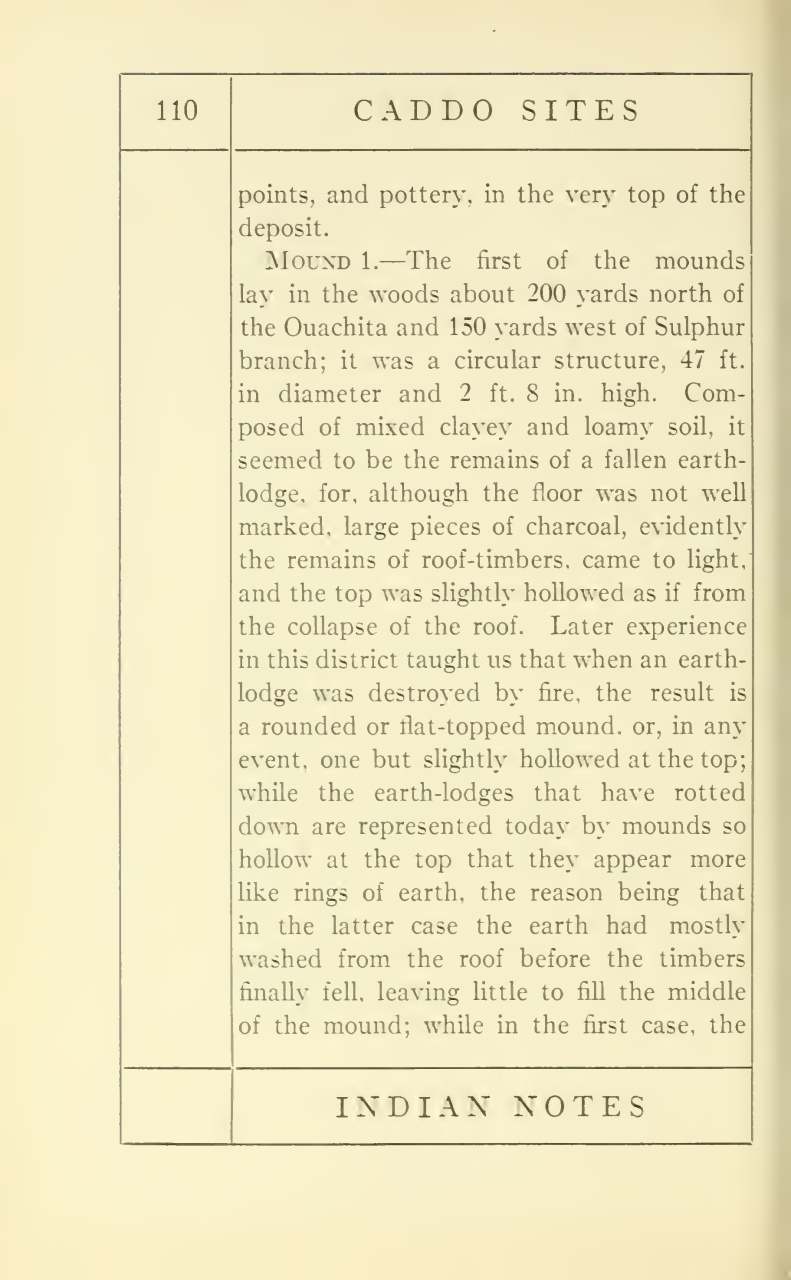 110
CADDO SITES
points, and pottery, in the very top of the
deposit.
MOUND 1.—The first of the mounds
lay in the woods about 200 yards north of
the Ouachita and 150 yards west of Sulphur
branch; it was a circular structure, 47 ft.
in diameter and 2 ft. 8 in. high. Com-
posed of mixed clayey and loamy soil, it
seemed to be the remains of a fallen earth-
lodge, for, although the floor was not well
marked, large pieces of charcoal, evidently
the remains of roof-timbers, came to light,
and the top was slightly hollowed as if from
the collapse of the roof. Later experience
in this district taught us that when an earth-
lodge was destroyed by fire, the result is
a rounded or flat-topped mound, or, in any
event, one but slightly hollowed at the top;
while the earth-lodges that have rotted
down are represented today by mounds so
hollow at the top that they appear more
like rings of earth, the reason being that
in the latter case the earth had mostly
washed from the roof before the timbers
finally fell, leaving little to fill the middle
of the mound; while in the first case, the
INDIAN NOTES